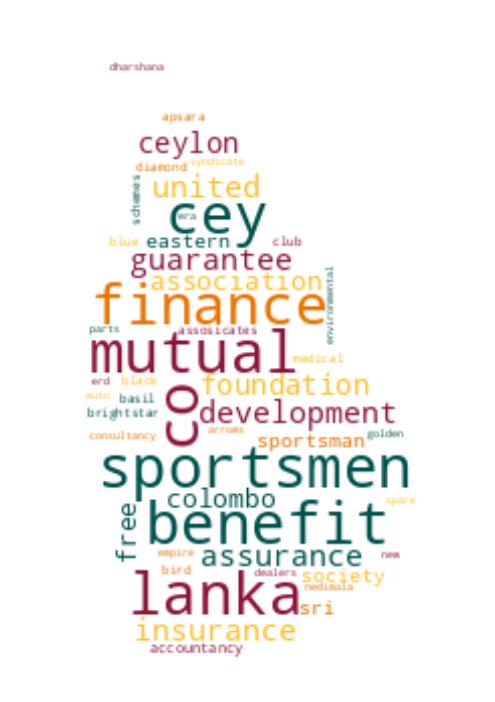 dharshana
apsara
ceylon
diamond syndicate
schemes united
cey
era
blue eastern club
guarantee
association
environmental
finance
parts assosicates
mutual
medical
erd black foundation
auto basil
co
brightstar development
arrows
consultancy sportsman golden
sportsmen
colombo spare
free benefit
empire assurance new
bird dealers society
lanka nedimala
sri
insurance
accountancy